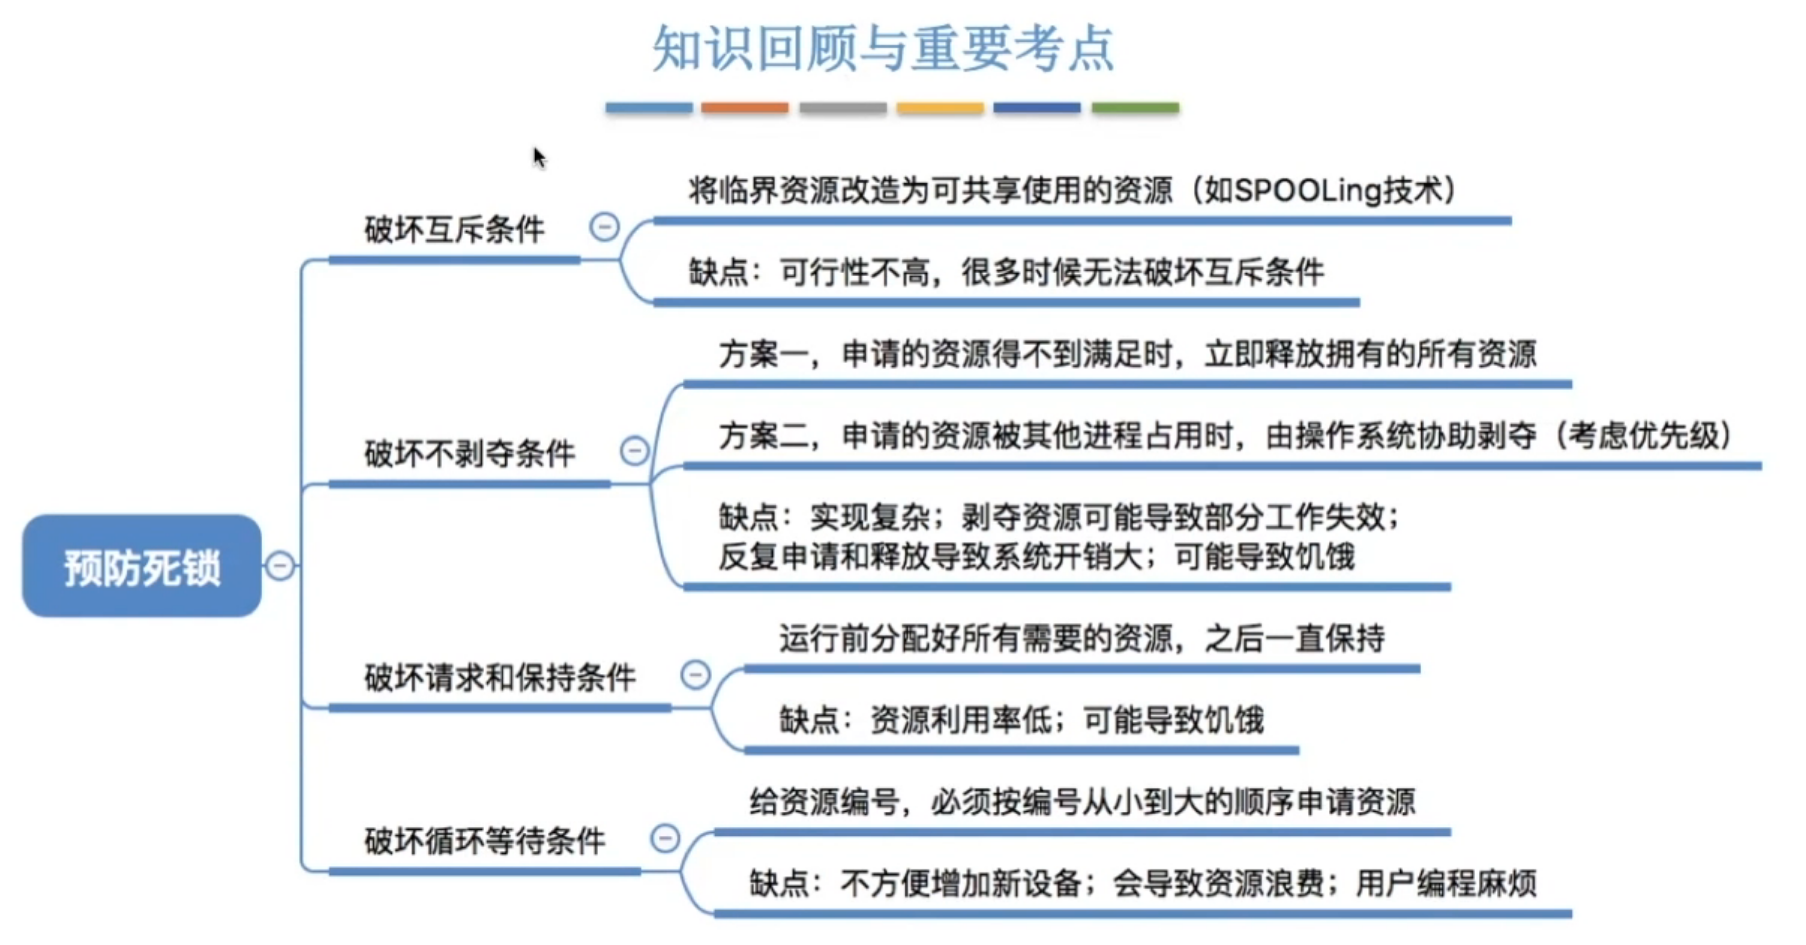 知识回顾与重要考点
预防死锁
破坏互斥条件
将临界资源改造为可共享使用的资源（如SPOOLing技术）
缺点：可行性不高，很多时候无法破坏互斥条件
破坏不剥夺条件
方案一，申请的资源得不到满足时，立即释放拥有的所有资源
方案二，申请的资源被其他进程占用时，由操作系统协助剥夺（考虑优先级）
缺点：实现复杂；剥夺资源可能导致部分工作失效；
反复申请和释放导致系统开销大；可能导致饥饿
破坏请求和保持条件
运行前分配好所有需要的资源，之后一直保持
缺点：资源利用率低；可能导致饥饿
破坏循环等待条件
给资源编号，必须按编号从小到大的顺序申请资源
缺点：不方便增加新设备；会导致资源浪费；用户编程麻烦